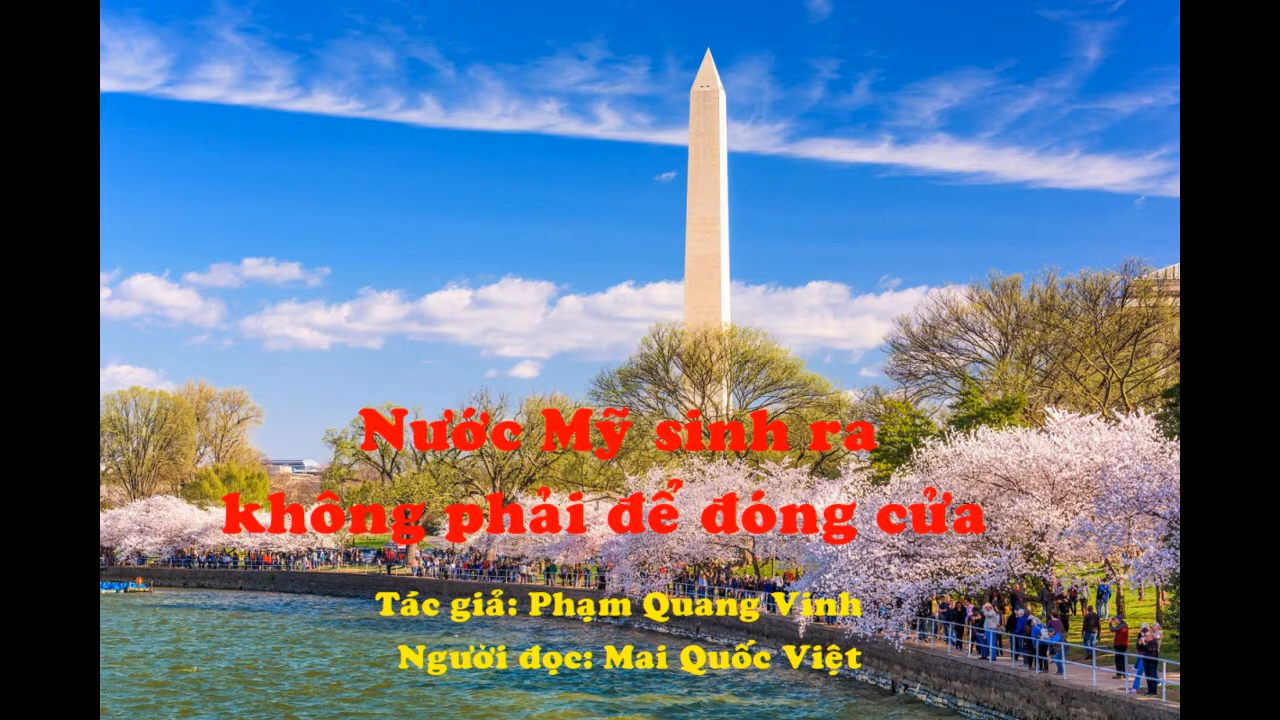 Nước Mỹ sinh ra
không phải để đóng cửa
Tác giả: Phạm Quang Vinh
Người đọc: Mai Quốc Việt